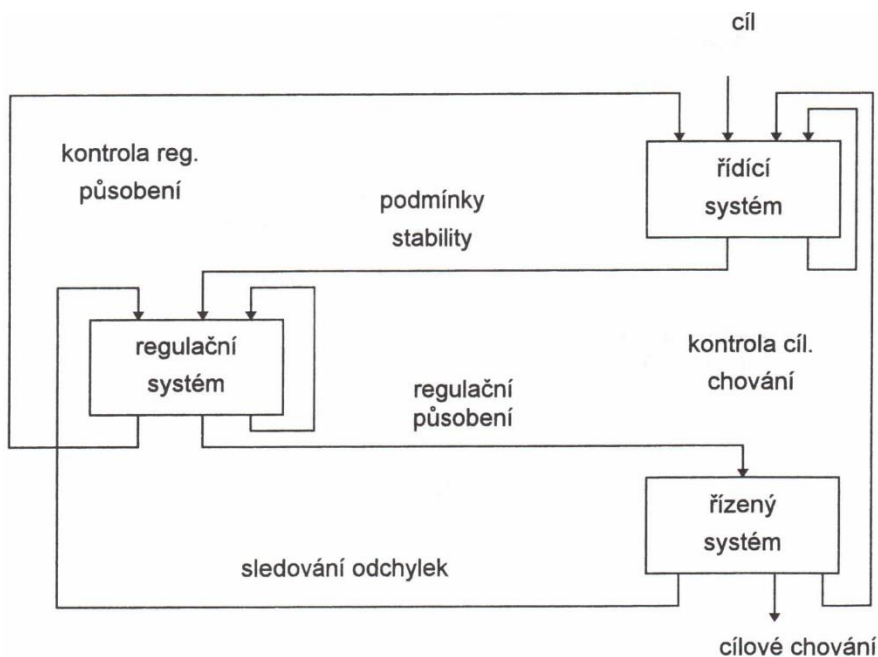 cíl
kontrola reg.
působení
řídící
systém
podmínky
stability
regulační
systém
kontrola cíl.
chování
regulační
působení
řízený
systém
sledování odchylek
cílové chování